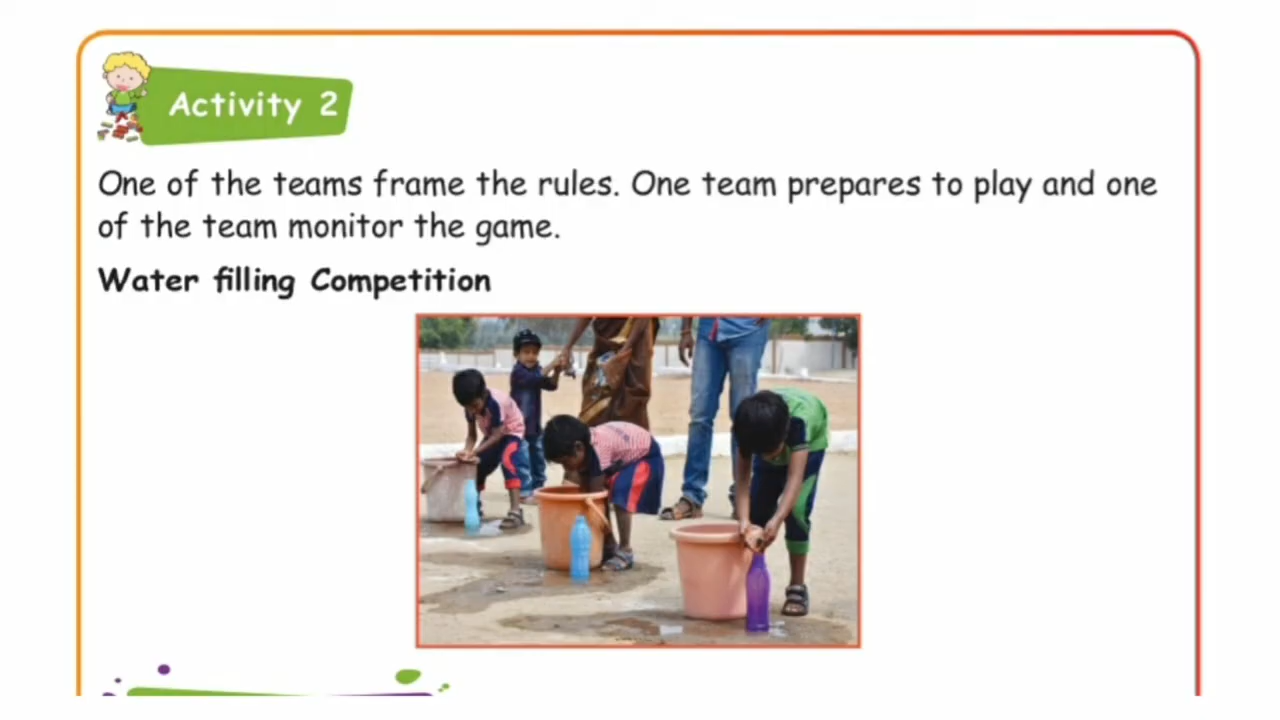 Activity 2
One of the teams frame the rules. One team prepares to play and one
of the team monitor the game.
Water filling Competition